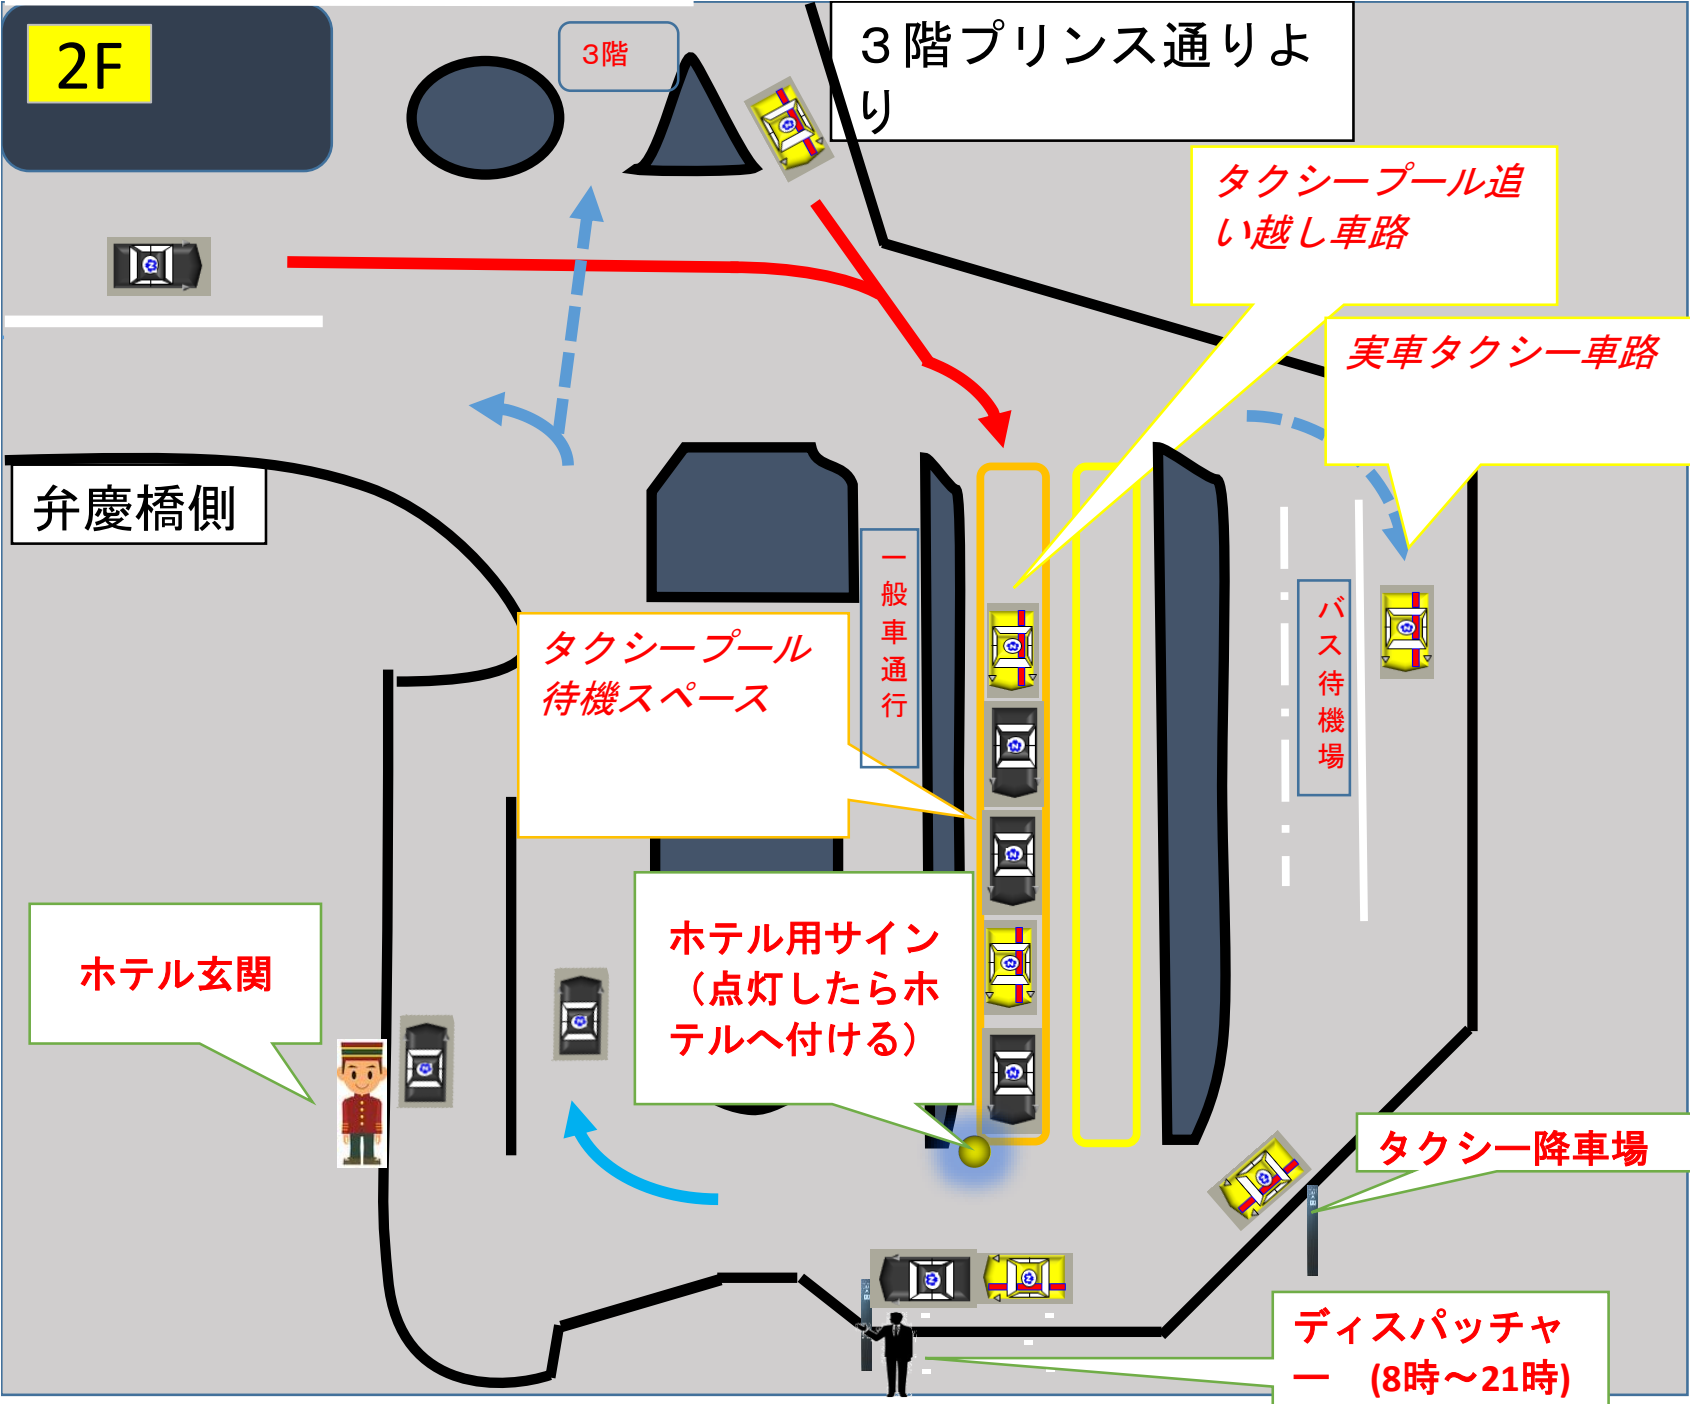 2F
3階
３階プリンス通りよ
り
タクシープール追
い越し車路
実車タクシー車路
弁慶橋側
一般車通行
タクシープール
待機スペース
バス待機場
ホテル用サイン
（点灯したらホ
テルへ付ける）
ホテル玄関
タクシー降車場
ディスパッチャ
ー　(8時～21時)